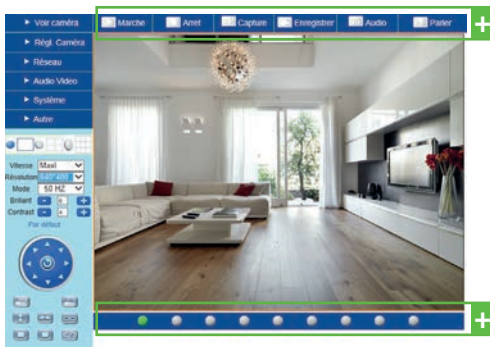 Voir caméra
Régl. Caméra
Réseau
Audio Video
Système
Autre
Marche Arret Capture Enregistrer Audio Parler
Vitesse Maxi
Résolution 640*480
Mode 50 HZ
Brillant
Contrast
Par défaut